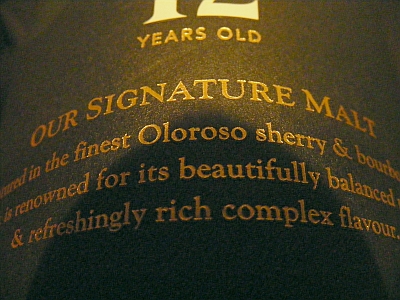 12
YEARS OLD
OUR SIGNATURE MALT
in the finest Oloroso sherry &
is renowned for its beautifully balanced
& refreshingly rich complex flavour.